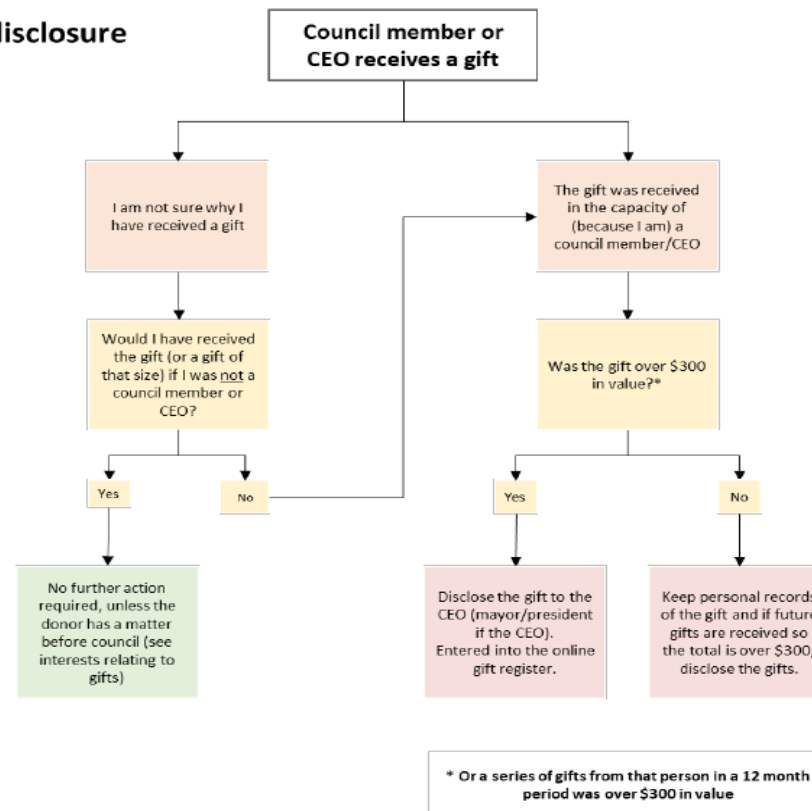 disclosure
Council member or
CEO receives a gift
I am not sure why I
have received a gift
The gift was received
in the capacity of
(because I am) a
council member/CEO
Would I have received
the gift (or a gift of
that size) if I was not a
council member or
CEO?
Was the gift over $300
in value?*
Yes
No
Yes
No
No further action
required, unless the
donor has a matter
before council (see
interests relating to
gifts)
Disclose the gift to the
CEO (mayor/president
if the CEO).
Entered into the online
gift register.
Keep personal records
of the gift and if future
gifts are received so
the total is over $300,
disclose the gifts.
* Or a series of gifts from that person in a 12 month
period was over $300 in value